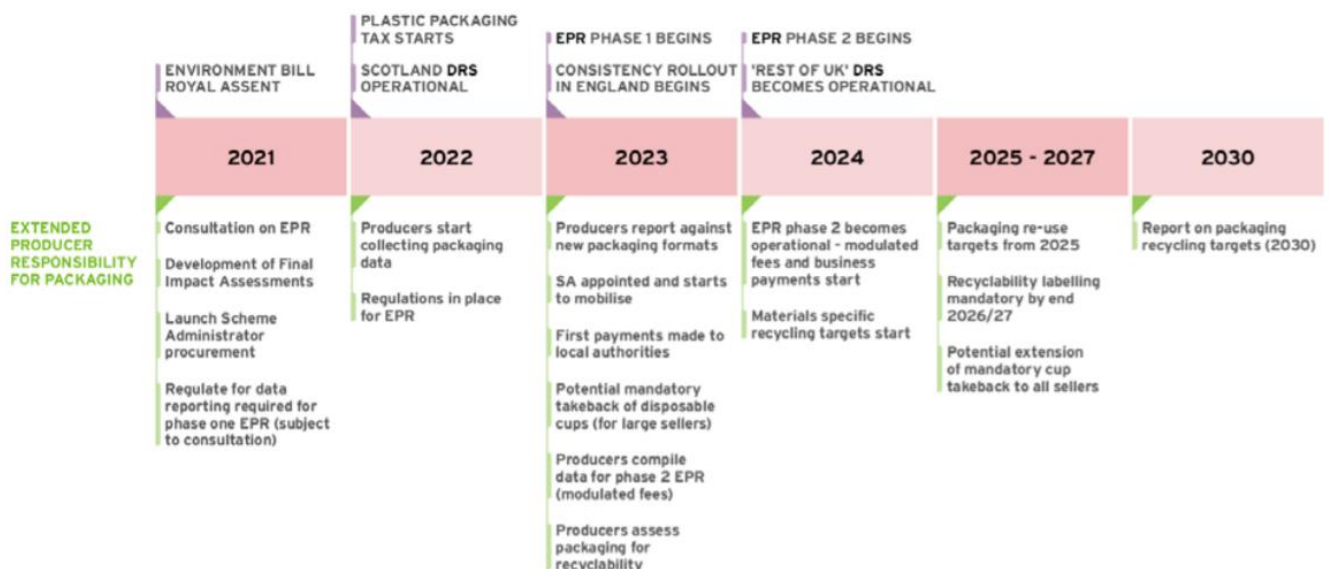 PLASTIC PACKAGING
TAX STARTS
EPR PHASE 1 BEGINS
EPR PHASE 2 BEGINS
ENVIRONMENT BILL
ROYAL ASSENT
SCOTLAND DRS
OPERATIONAL
CONSISTENCY ROLLOUT
IN ENGLAND BEGINS
'REST OF UK' DRS
BECOMES OPERATIONAL
2021
2022
2023
2024
2025 - 2027
2030
EXTENDED
PRODUCER
RESPONSIBILITY
FOR PACKAGING
Consultation on EPR
Development of Final
Impact Assessments
Launch Scheme
Administrator
procurement
Regulate for data
reporting required for
phase one EPR (subject
to consultation)
Producers start
collecting packaging
data
Regulations in place
for EPR
Producers report against
new packaging formats
SA appointed and starts
to mobilise
First payments made to
local authorities
Potential mandatory
takeback of disposable
cups (for large sellers)
Producers compile
data for phase 2 EPR
(modulated fees)
Producers assess
packaging for
recyclability
EPR phase 2 becomes
operational - modulated
fees and business
payments start
Materials specific
recycling targets start
Packaging re-use
targets from 2025
Recyclability labelling
mandatory by end
2026/27
Potential extension
of mandatory cup
takeback to all sellers
Report on packaging
recycling targets (2030)